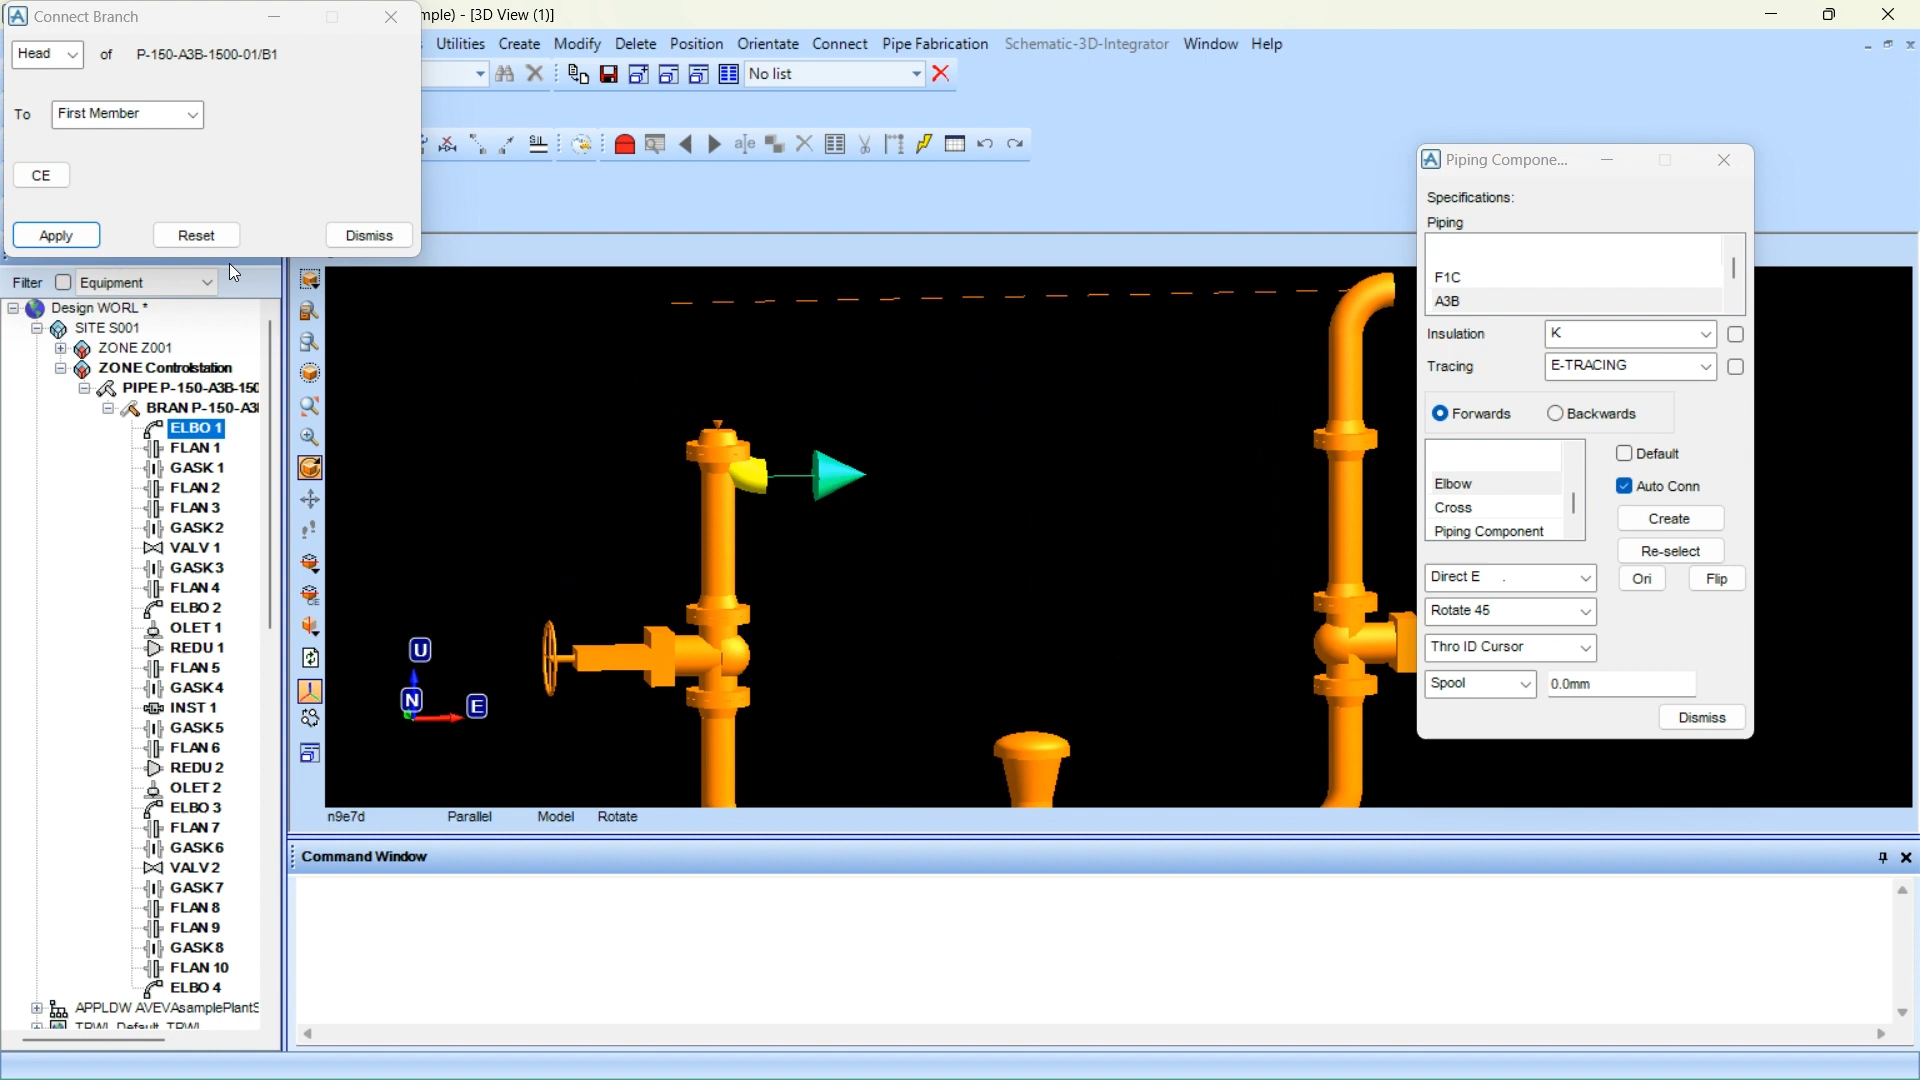 Connect Branch
mple) - [3D View (1)]
Head of P-150-A3B-1500-01/B1
To First Member
CE
Apply Reset Dismiss
Utilities Create Modify Delete Position Orientate Connect Pipe Fabrication Schematic-3D-Integrator Window Help
No list
Filter Equipment
Design WORL *
SITE S001
ZONE Z001
ZONE Controlstation
PIPE P-150-A3B-150
BRAN P-150-A3
ELBO 1
FLAN 1
GASK 1
FLAN 2
FLAN 3
GASK 2
VALV 1
GASK 3
FLAN 4
ELBO 2
OLET 1
REDU 1
FLAN 5
GASK 4
INST 1
GASK 5
FLAN 6
REDU 2
OLET 2
ELBO 3
FLAN 7
GASK 6
VALV 2
GASK 7
FLAN 8
FLAN 9
GASK 8
FLAN 10
ELBO 4
APPLDW AVEVAsamplePlantS
TPWL Default_TPWL
U
N
E
n9e7d Parallel Model Rotate
Command Window
Piping Compone...
Specifications:
Piping
F1C
A3B
Insulation K
Tracing E-TRACING
Forwards Backwards
Elbow
Cross
Piping Component
Default
Auto Conn
Create
Re-select
Direct E .
Ori Flip
Rotate 45
Thro ID Cursor
Spool 0.0mm
Dismiss